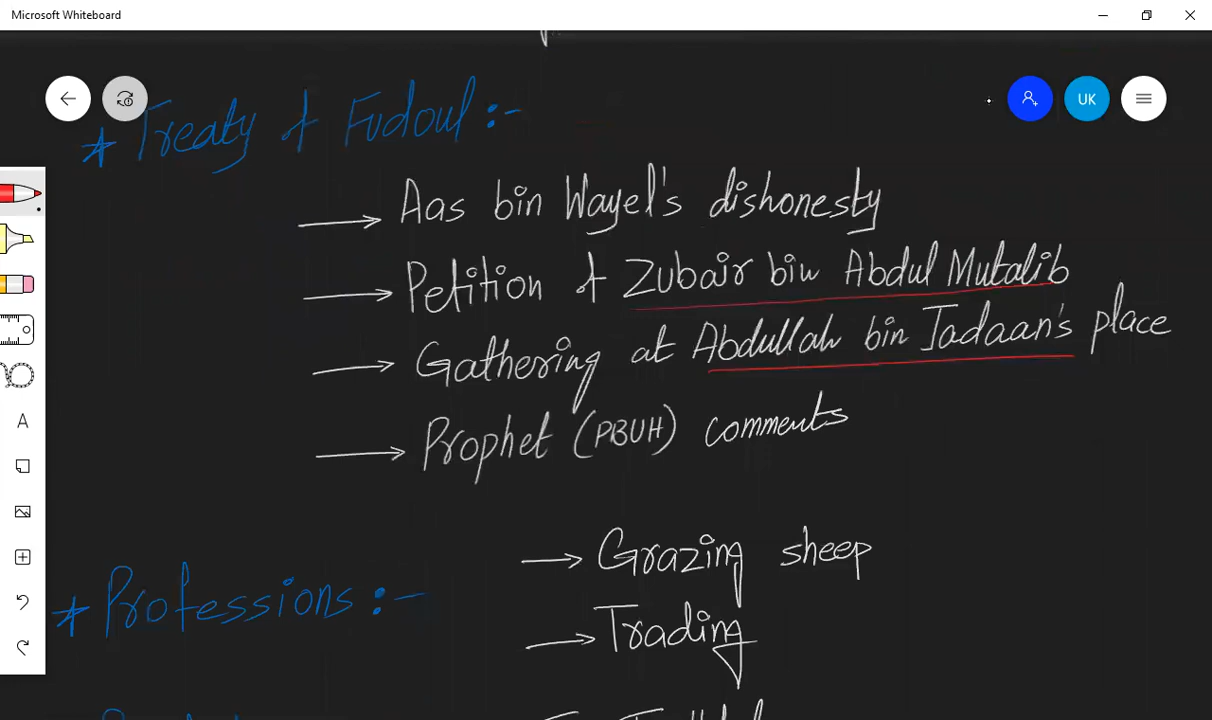 Microsoft Whiteboard
UK
* Treaty of Fudoul :-
→ Aas bin Wayel's dishonesty
→ Petition of Zubair bin Abdul Mutalib
→ Gathering at Abdullah bin Jadaan's place
→ Prophet (PBUH) comments
A
→ Grazing sheep
* Professions :-
→ Trading